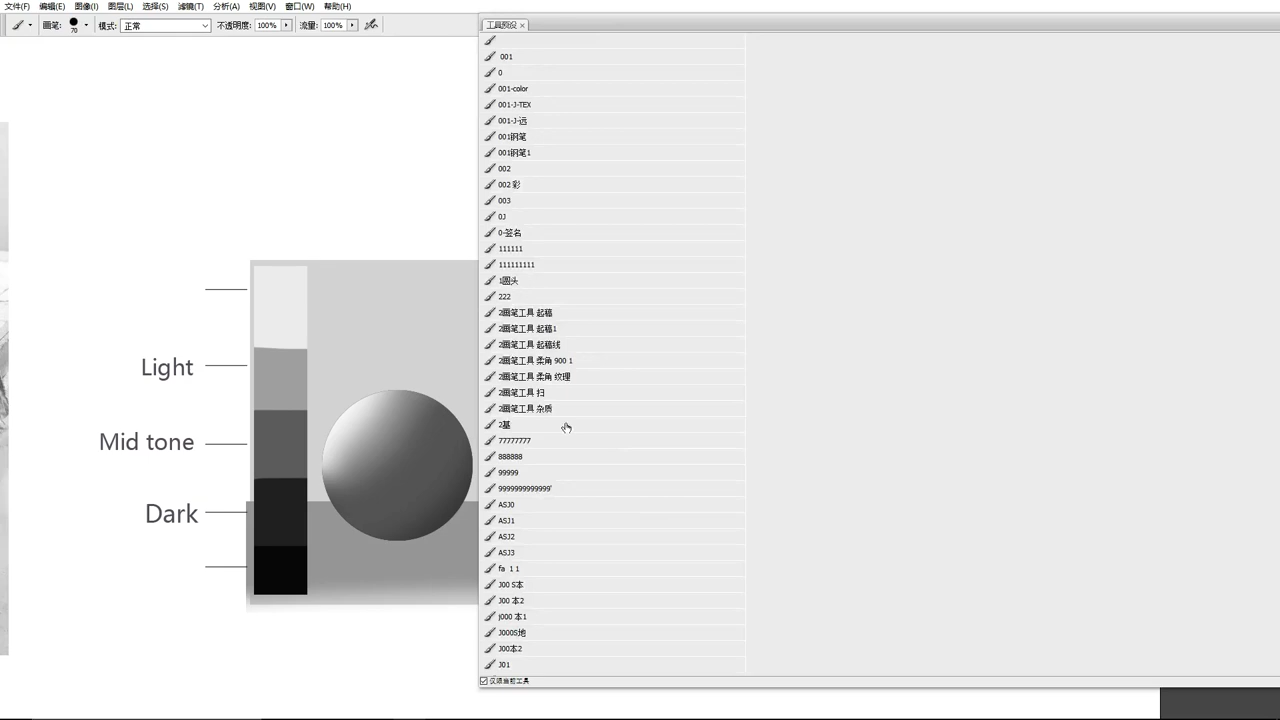 文件(F) 编辑(E) 图像(I) 图层(L) 选择(S) 滤镜(T) 分析(A) 视图(V) 窗口(W) 帮助(H)
画笔: 70 模式: 正常 不透明度: 100% 流量: 100%
工具预设
001
0
001-color
001-J-TEX
001-J-远
001钢笔
001钢笔1
002
002 彩
003
0J
0-签名
111111
111111111
1圆头
222
2画笔工具 起稿
2画笔工具 起稿1
2画笔工具 起稿线
2画笔工具 柔角 900 1
2画笔工具 柔角 纹理
2画笔工具 扫
2画笔工具 杂质
2基
77777777
888888
99999
9999999999999'
ASJ0
ASJ1
ASJ2
ASJ3
fa 1 1
J00 S本
J00 本2
j000 本1
J000S地
J00本2
J01
仅限当前工具
Light
Mid tone
Dark